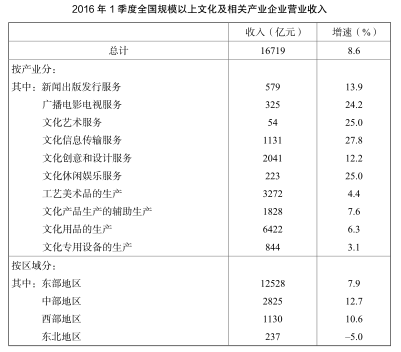 2016年1季度全国规模以上文化及相关产业企业营业收入
收入（亿元） 增速（%）
总计 16719 8.6
按产业分：
其中：新闻出版发行服务 579 13.9
广播电影电视服务 325 24.2
文化艺术服务 54 25.0
文化信息传输服务 1131 27.8
文化创意和设计服务 2041 12.2
文化休闲娱乐服务 223 25.0
工艺美术品的生产 3272 4.4
文化产品生产的辅助生产 1828 7.6
文化用品的生产 6422 6.3
文化专用设备的生产 844 3.1
按区域分：
其中：东部地区 12528 7.9
中部地区 2825 12.7
西部地区 1130 10.6
东北地区 237 –5.0